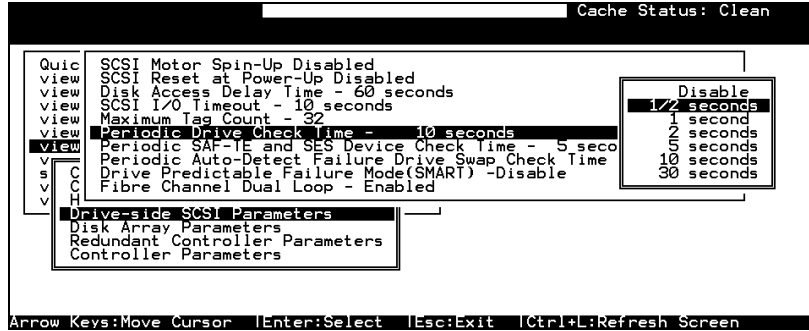 Cache Status: Clean
Quic
view
view
view
view
view
view
v
s
v
v
C
C
H
SCSI Motor Spin-Up Disabled
SCSI Reset at Power-Up Disabled
Disk Access Delay Time - 60 seconds
SCSI I/O Timeout - 10 seconds
Maximum Tag Count - 32
Periodic Drive Check Time - 10 seconds
Periodic SAF-TE and SES Device Check Time - 5 seco
Periodic Auto-Detect Failure Drive Swap Check Time
Drive Predictable Failure Mode(SMART) -Disable
Fibre Channel Dual Loop - Enabled
Disable
1/2 seconds
1 second
2 seconds
5 seconds
10 seconds
30 seconds
Drive-side SCSI Parameters
Disk Array Parameters
Redundant Controller Parameters
Controller Parameters
Arrow Keys:Move Cursor |Enter:Select |Esc:Exit |Ctrl+L:Refresh Screen